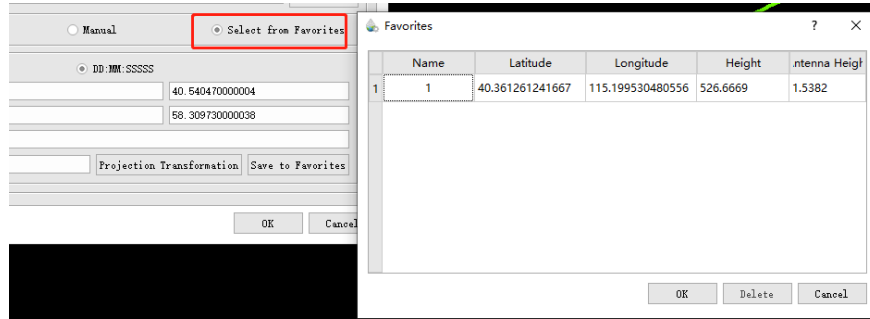 Manual
Select from Favorites
DD:MM:SSSSS
40.540470000004
58.309730000038
Projection Transformation
Save to Favorites
OK
Cancel
Favorites
?
Name Latitude Longitude Height .ntenna Heigh
1 1 40.361261241667 115.199530480556 526.6669 1.5382
OK
Delete
Cancel